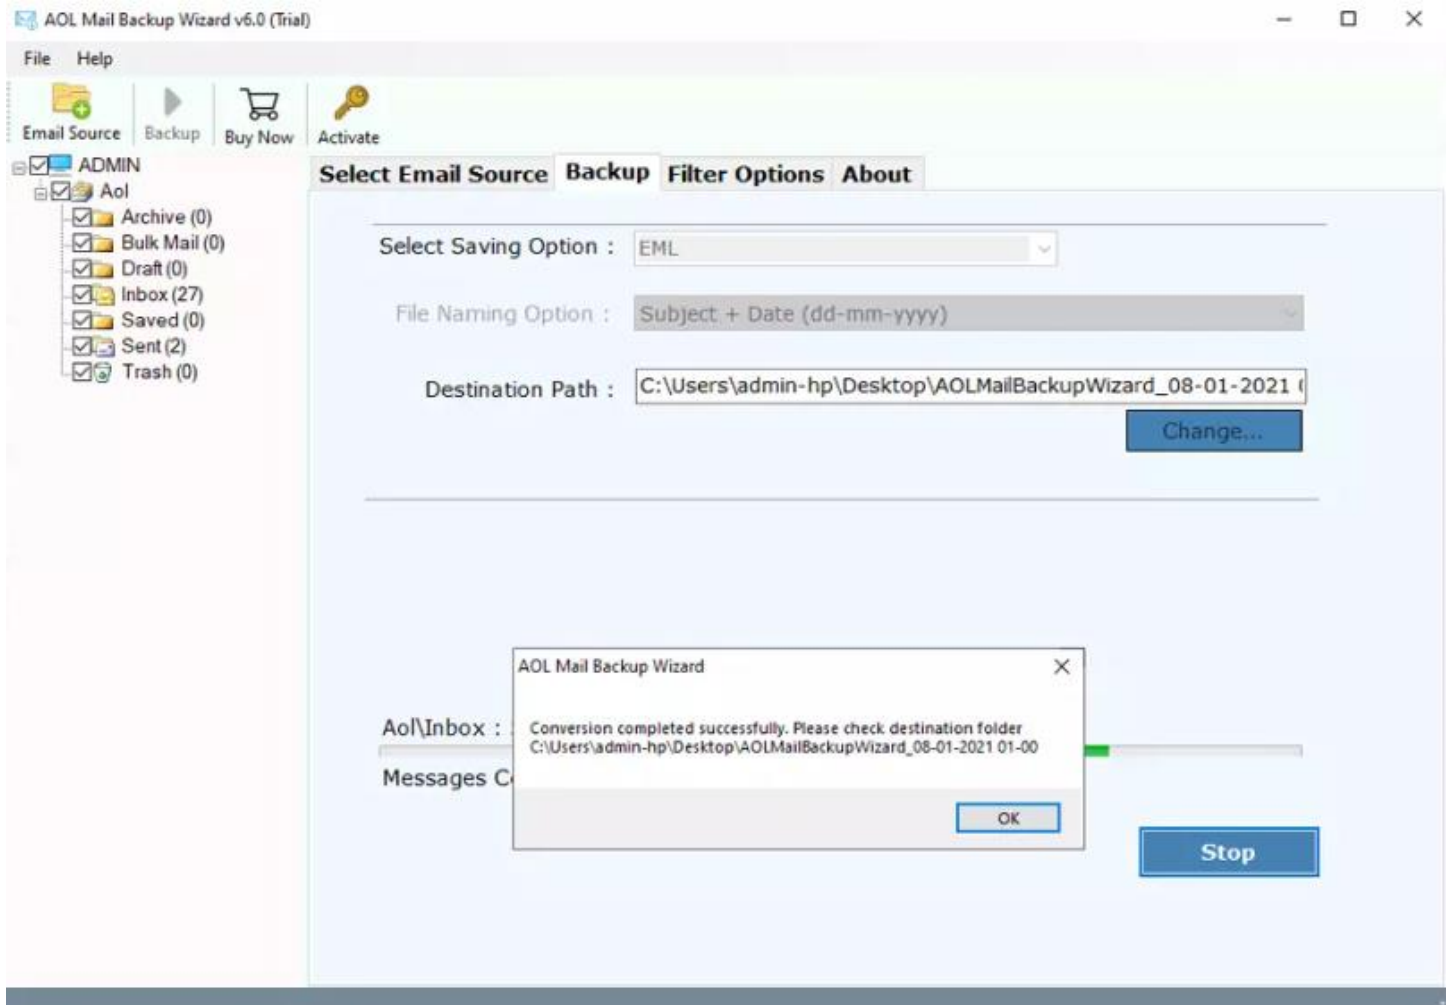 AOL Mail Backup Wizard v6.0 (Trial)
File Help
Email Source Backup Buy Now Activate
ADMIN
Aol
Archive (0)
Bulk Mail (0)
Draft (0)
Inbox (27)
Saved (0)
Sent (2)
Trash (0)
Select Email Source Backup Filter Options About
Select Saving Option : EML
File Naming Option : Subject + Date (dd-mm-yyyy)
Destination Path : C:\Users\admin-hp\Desktop\AOLMailBackupWizard_08-01-2021
Change...
AOL Mail Backup Wizard
Aol\Inbox :
Conversion completed successfully. Please check destination folder
C:\Users\admin-hp\Desktop\AOLMailBackupWizard_08-01-2021 01-00
Messages
OK
Stop